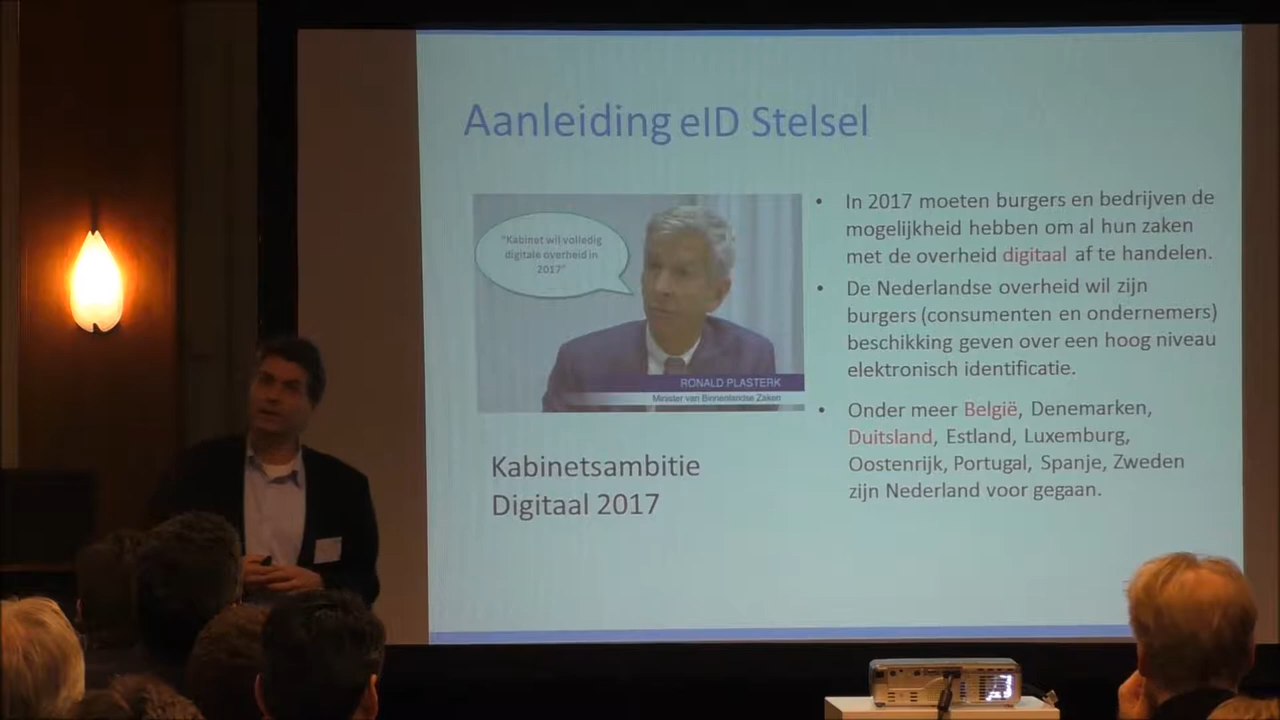 Aanleiding eID Stelsel
"Kabinet wil volledig
digitale overheid in
2017"
RONALD PLASTERK
Minister van Binnenlandse Zaken
Kabinetsambitie
Digitaal 2017
• In 2017 moeten burgers en bedrijven de
mogelijkheid hebben om al hun zaken
met de overheid digitaal af te handelen.
• De Nederlandse overheid wil zijn
burgers (consumenten en ondernemers)
beschikking geven over een hoog niveau
elektronisch identificatie.
• Onder meer België, Denemarken,
Duitsland, Estland, Luxemburg,
Oostenrijk, Portugal, Spanje, Zweden
zijn Nederland voor gegaan.